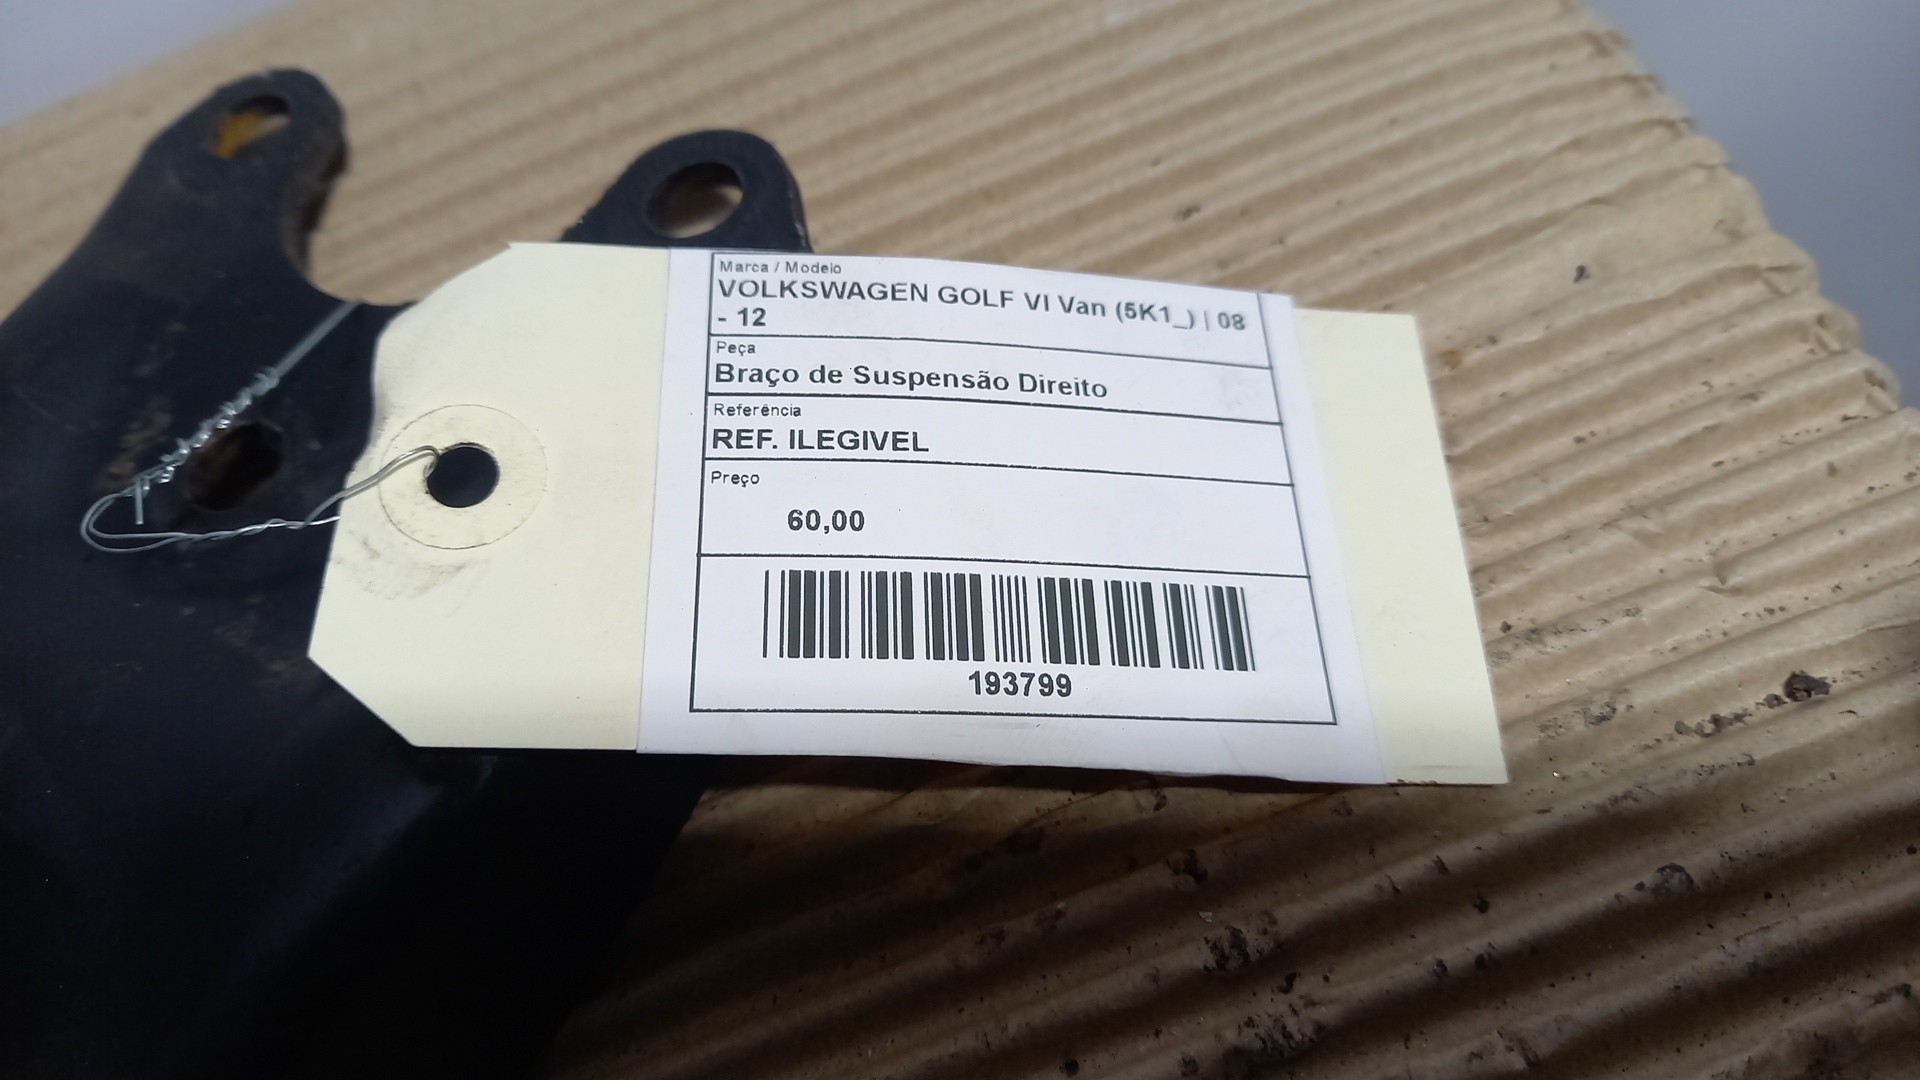 Marca / Modelo
VOLKSWAGEN GOLF VI Van (5K1_) | 08
- 12
Peça
Braço de Suspensão Direito
Referência
REF. ILEGIVEL
Preço
60,00
193799